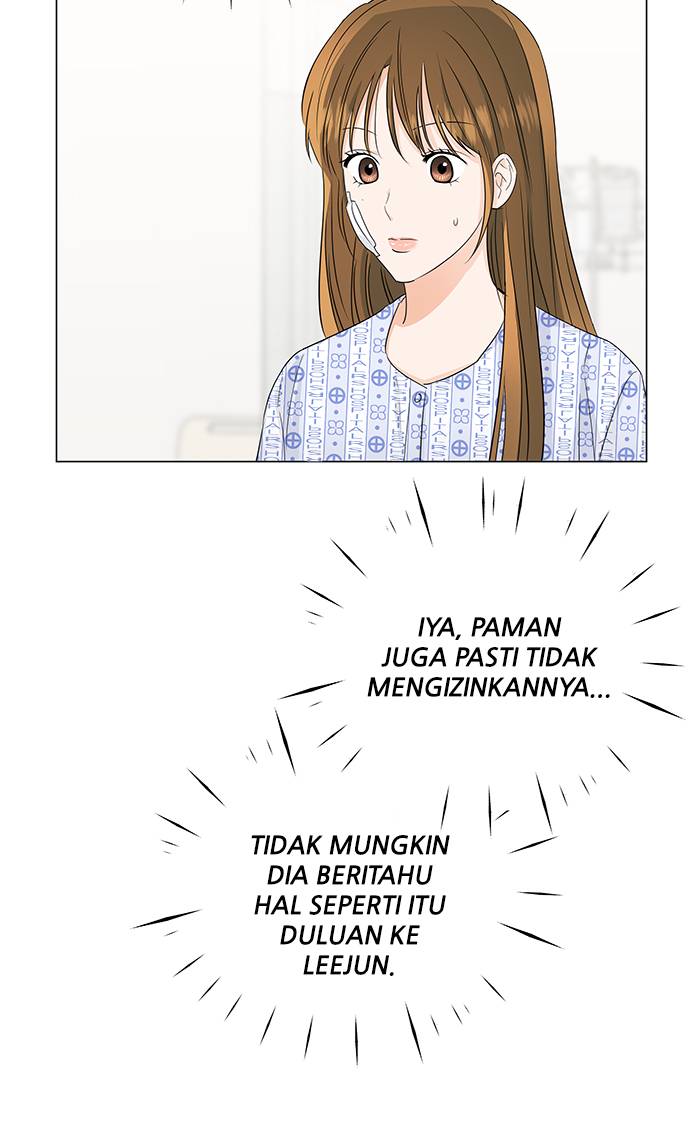 IYA, PAMAN
JUGA PASTI TIDAK
MENGIZINKANNYA...
TIDAK MUNGKIN
DIA BERITAHU
HAL SEPERTI ITU
DULUAN KE
LEEJUN.